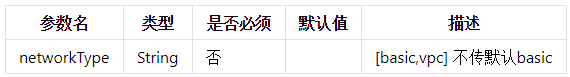 参数名 类型 是否必须 默认值 描述
networkType String 否 [basic,vpc] 不传默认basic